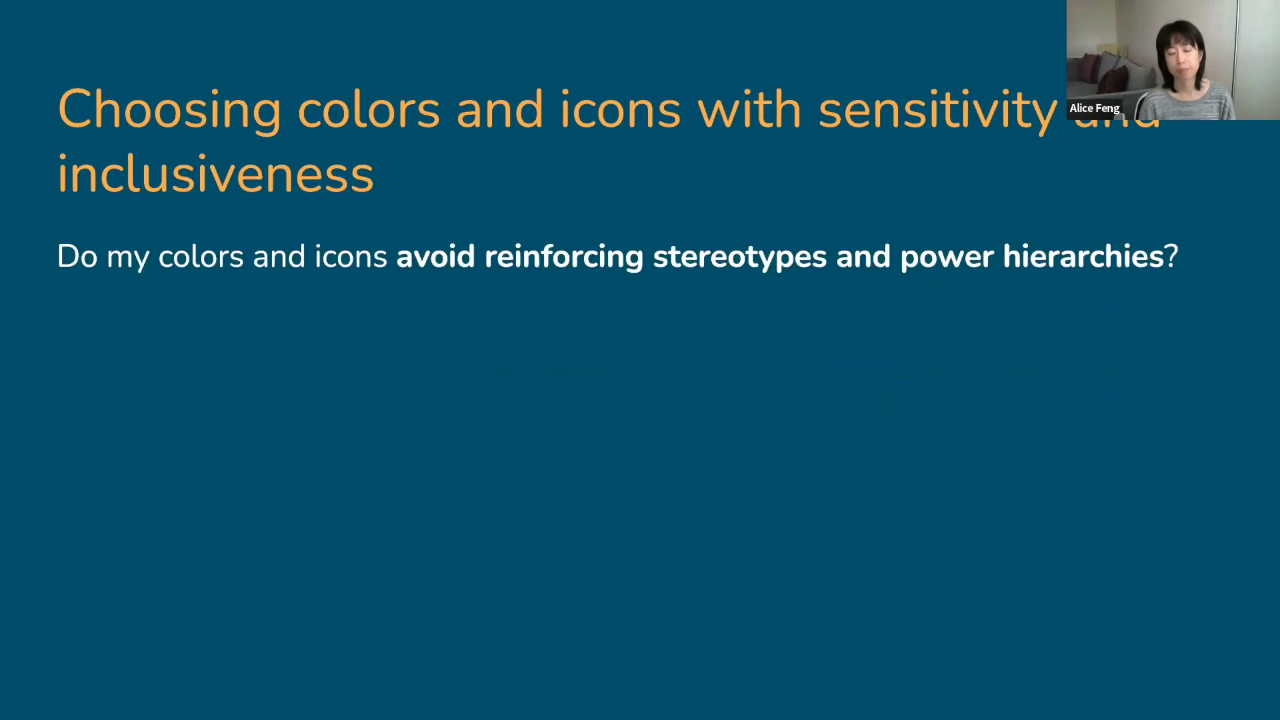 Choosing colors and icons with sensitivity and
inclusiveness
Do my colors and icons avoid reinforcing stereotypes and power hierarchies?
Alice Feng